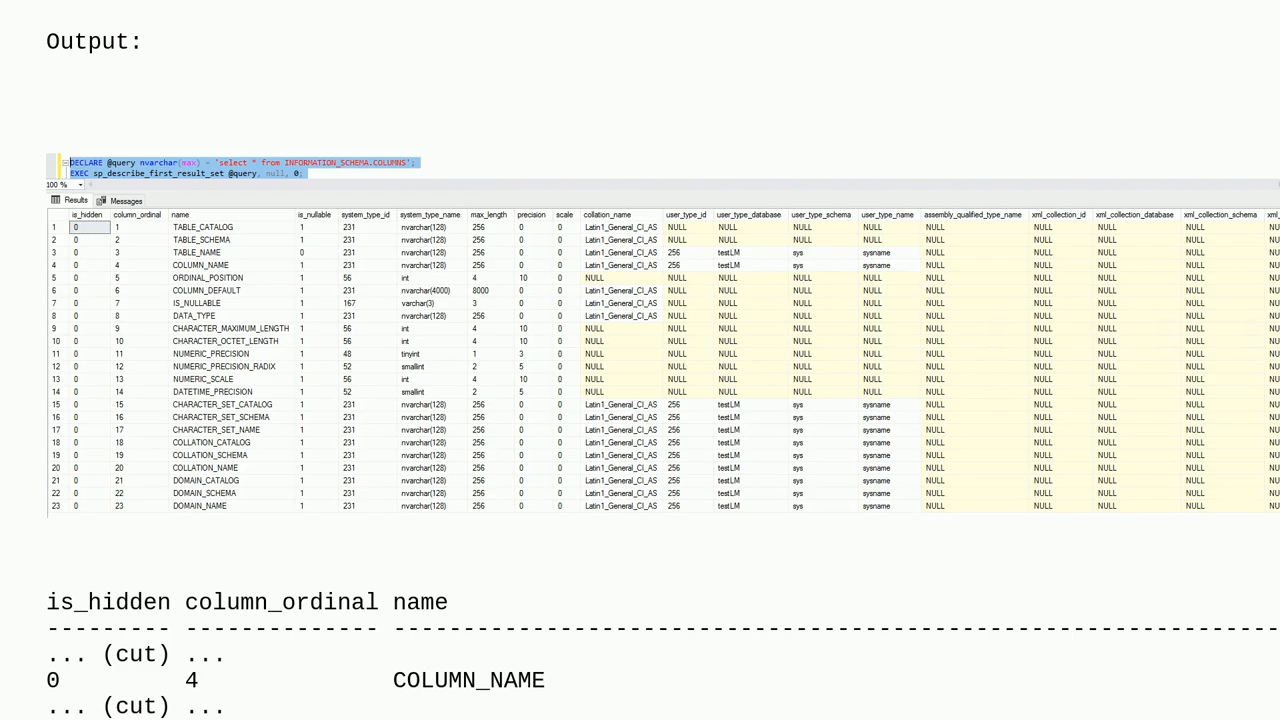 Output:
DECLARE @query nvarchar(max) = 'select * from INFORMATION_SCHEMA.COLUMNS';
EXEC sp_describe_first_result_set @query, null, 0;
100 %
Results Messages
is_hidden column_ordinal name is_nullable system_type_id system_type_name max_length precision scale collation_name user_type_id user_type_database user_type_schema user_type_name assembly_qualified_type_name xml_collection_id xml_collection_database xml_collection_schema xml_
1 0 1 TABLE_CATALOG 1 231 nvarchar(128) 256 0 0 Latin1_General_CI_AS NULL NULL NULL NULL NULL NULL NULL NULL NU
2 0 2 TABLE_SCHEMA 1 231 nvarchar(128) 256 0 0 Latin1_General_CI_AS NULL NULL NULL NULL NULL NULL NULL NULL NU
3 0 3 TABLE_NAME 0 231 nvarchar(128) 256 0 0 Latin1_General_CI_AS 256 testLM sys sysname NULL NULL NULL NULL NU
4 0 4 COLUMN_NAME 1 231 nvarchar(128) 256 0 0 Latin1_General_CI_AS 256 testLM sys sysname NULL NULL NULL NULL NU
5 0 5 ORDINAL_POSITION 1 56 int 4 10 0 NULL NULL NULL NULL NULL NULL NULL NULL NULL NU
6 0 6 COLUMN_DEFAULT 1 231 nvarchar(4000) 8000 0 0 Latin1_General_CI_AS NULL NULL NULL NULL NULL NULL NULL NULL NU
7 0 7 IS_NULLABLE 1 167 varchar(3) 3 0 0 Latin1_General_CI_AS NULL NULL NULL NULL NULL NULL NULL NULL NU
8 0 8 DATA_TYPE 1 231 nvarchar(128) 256 0 0 Latin1_General_CI_AS NULL NULL NULL NULL NULL NULL NULL NULL NU
9 0 9 CHARACTER_MAXIMUM_LENGTH 1 56 int 4 10 0 NULL NULL NULL NULL NULL NULL NULL NULL NULL NU
10 0 10 CHARACTER_OCTET_LENGTH 1 56 int 4 10 0 NULL NULL NULL NULL NULL NULL NULL NULL NULL NU
11 0 11 NUMERIC_PRECISION 1 48 tinyint 1 3 0 NULL NULL NULL NULL NULL NULL NULL NULL NULL NU
12 0 12 NUMERIC_PRECISION_RADIX 1 52 smallint 2 5 0 NULL NULL NULL NULL NULL NULL NULL NULL NULL NU
13 0 13 NUMERIC_SCALE 1 56 int 4 10 0 NULL NULL NULL NULL NULL NULL NULL NULL NULL NU
14 0 14 DATETIME_PRECISION 1 52 smallint 2 5 0 NULL NULL NULL NULL NULL NULL NULL NULL NULL NU
15 0 15 CHARACTER_SET_CATALOG 1 231 nvarchar(128) 256 0 0 Latin1_General_CI_AS 256 testLM sys sysname NULL NULL NULL NULL NU
16 0 16 CHARACTER_SET_SCHEMA 1 231 nvarchar(128) 256 0 0 Latin1_General_CI_AS 256 testLM sys sysname NULL NULL NULL NULL NU
17 0 17 CHARACTER_SET_NAME 1 231 nvarchar(128) 256 0 0 Latin1_General_CI_AS 256 testLM sys sysname NULL NULL NULL NULL NU
18 0 18 COLLATION_CATALOG 1 231 nvarchar(128) 256 0 0 Latin1_General_CI_AS 256 testLM sys sysname NULL NULL NULL NULL NU
19 0 19 COLLATION_SCHEMA 1 231 nvarchar(128) 256 0 0 Latin1_General_CI_AS 256 testLM sys sysname NULL NULL NULL NULL NU
20 0 20 COLLATION_NAME 1 231 nvarchar(128) 256 0 0 Latin1_General_CI_AS 256 testLM sys sysname NULL NULL NULL NULL NU
21 0 21 DOMAIN_CATALOG 1 231 nvarchar(128) 256 0 0 Latin1_General_CI_AS 256 testLM sys sysname NULL NULL NULL NULL NU
22 0 22 DOMAIN_SCHEMA 1 231 nvarchar(128) 256 0 0 Latin1_General_CI_AS 256 testLM sys sysname NULL NULL NULL NULL NU
23 0 23 DOMAIN_NAME 1 231 nvarchar(128) 256 0 0 Latin1_General_CI_AS 256 testLM sys sysname NULL NULL NULL NULL NU
is_hidden column_ordinal name
--------- -------------- ----------------------------------------------------------------
... (cut) ...
0 4 COLUMN_NAME
... (cut) ...